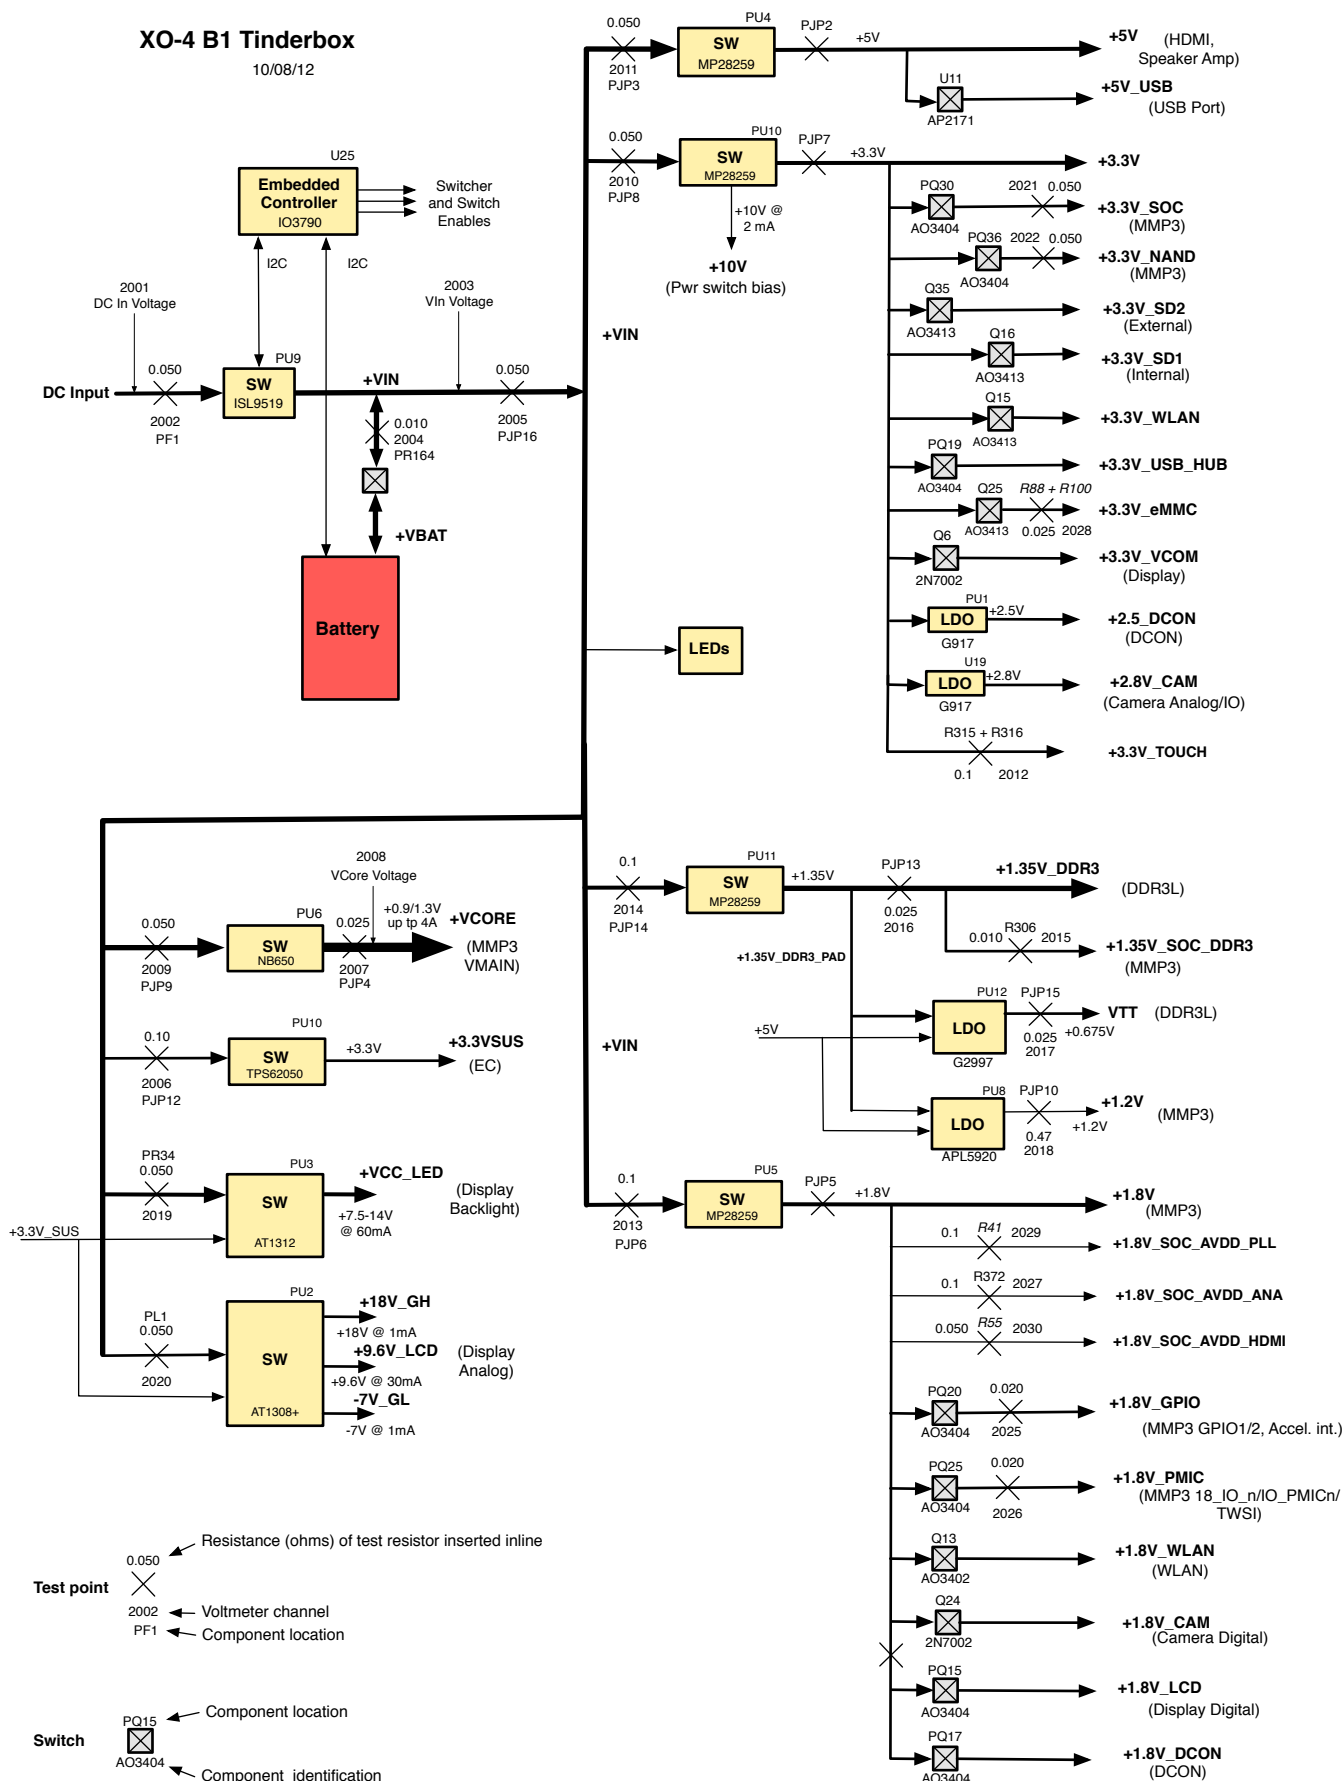 XO-4 B1 Tinderbox
10/08/12
U25
Embedded
Controller
IO3790
Switcher
and Switch
Enables
I2C
I2C
2001
DC In Voltage
2003
VIn Voltage
DC Input
0.050
2002
PF1
PU9
SW
ISL9519
+VIN
0.050
2005
PJP16
0.010
2004
PR164
+VBAT
Battery
+VIN
0.050
2011
PJP3
PU4
SW
MP28259
PJP2
+5V
+5V
(HDMI,
Speaker Amp)
U11
AP2171
+5V_USB
(USB Port)
0.050
2010
PJP8
PU10
SW
MP28259
PJP7
+3.3V
+3.3V
+10V @
2 mA
+10V
(Pwr switch bias)
PQ30
AO3404
2021
0.050
+3.3V_SOC
(MMP3)
PQ36
AO3404
2022
0.050
+3.3V_NAND
(MMP3)
Q35
AO3413
+3.3V_SD2
(External)
Q16
AO3413
+3.3V_SD1
(Internal)
Q15
AO3413
+3.3V_WLAN
PQ19
AO3404
+3.3V_USB_HUB
Q25
AO3413
R88 + R100
0.025
2028
+3.3V_eMMC
Q6
2N7002
+3.3V_VCOM
(Display)
PU1
LDO
G917
+2.5V
+2.5_DCON
(DCON)
U19
LDO
G917
+2.8V
+2.8V_CAM
(Camera Analog/IO)
R315 + R316
0.1
2012
+3.3V_TOUCH
LEDs
0.050
2009
PJP9
PU6
SW
NB650
2008
VCore Voltage
0.025
2007
PJP4
+0.9/1.3V
up tp 4A
+VCORE
(MMP3
VMAIN)
0.10
2006
PJP12
PU10
SW
TPS62050
+3.3V
+3.3VSUS
(EC)
PR34
0.050
2019
PU3
SW
AT1312
+VCC_LED
+7.5-14V
@ 60mA
(Display
Backlight)
+3.3V_SUS
PL1
0.050
2020
PU2
SW
AT1308+
+18V_GH
+18V @ 1mA
+9.6V_LCD
+9.6V @ 30mA
-7V_GL
-7V @ 1mA
(Display
Analog)
+VIN
0.1
2014
PJP14
PU11
SW
MP28259
+1.35V
PJP13
0.025
2016
+1.35V_DDR3
(DDR3L)
0.010
R306
2015
+1.35V_SOC_DDR3
(MMP3)
+1.35V_DDR3_PAD
+5V
PU12
LDO
G2997
PJP15
0.025
2017
VTT
(DDR3L)
+0.675V
PU8
LDO
APL5920
PJP10
0.47
2018
+1.2V
+1.2V
(MMP3)
0.1
2013
PJP6
PU5
SW
MP28259
PJP5
+1.8V
+1.8V
(MMP3)
0.1
R41
2029
+1.8V_SOC_AVDD_PLL
0.1
R372
2027
+1.8V_SOC_AVDD_ANA
0.050
R55
2030
+1.8V_SOC_AVDD_HDMI
PQ20
AO3404
0.020
2025
+1.8V_GPIO
(MMP3 GPIO1/2, Accel. int.)
PQ25
AO3404
0.020
2026
+1.8V_PMIC
(MMP3 18_IO_n/IO_PMICn/
TWSI)
Q13
AO3402
+1.8V_WLAN
(WLAN)
Q24
2N7002
+1.8V_CAM
(Camera Digital)
PQ15
AO3404
+1.8V_LCD
(Display Digital)
PQ17
AO3404
+1.8V_DCON
(DCON)
Test point
0.050
Resistance (ohms) of test resistor inserted inline
2002
Voltmeter channel
PF1
Component location
Switch
PQ15
Component location
AO3404
Component identification